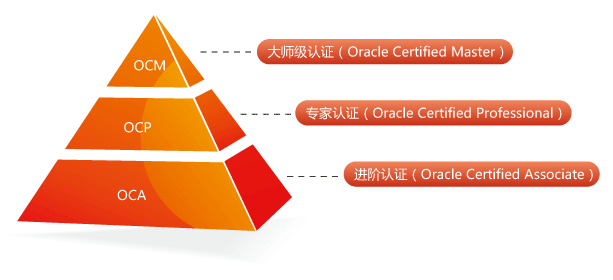 OCM
大师级认证（Oracle Certified Master）
OCP
专家认证（Oracle Certified Professional）
OCA
进阶认证（Oracle Certified Associate）